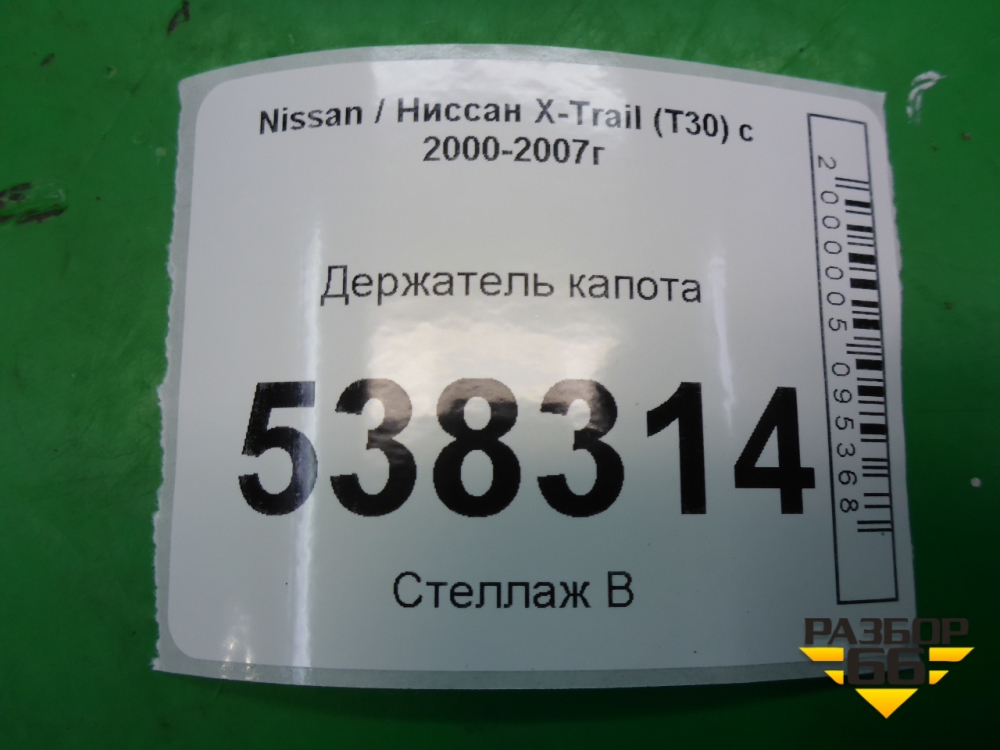 Nissan / Ниссан X-Trail (T30) с
2000-2007г
Держатель капота
538314
Стеллаж В
2000005095368
РАЗБОР
66